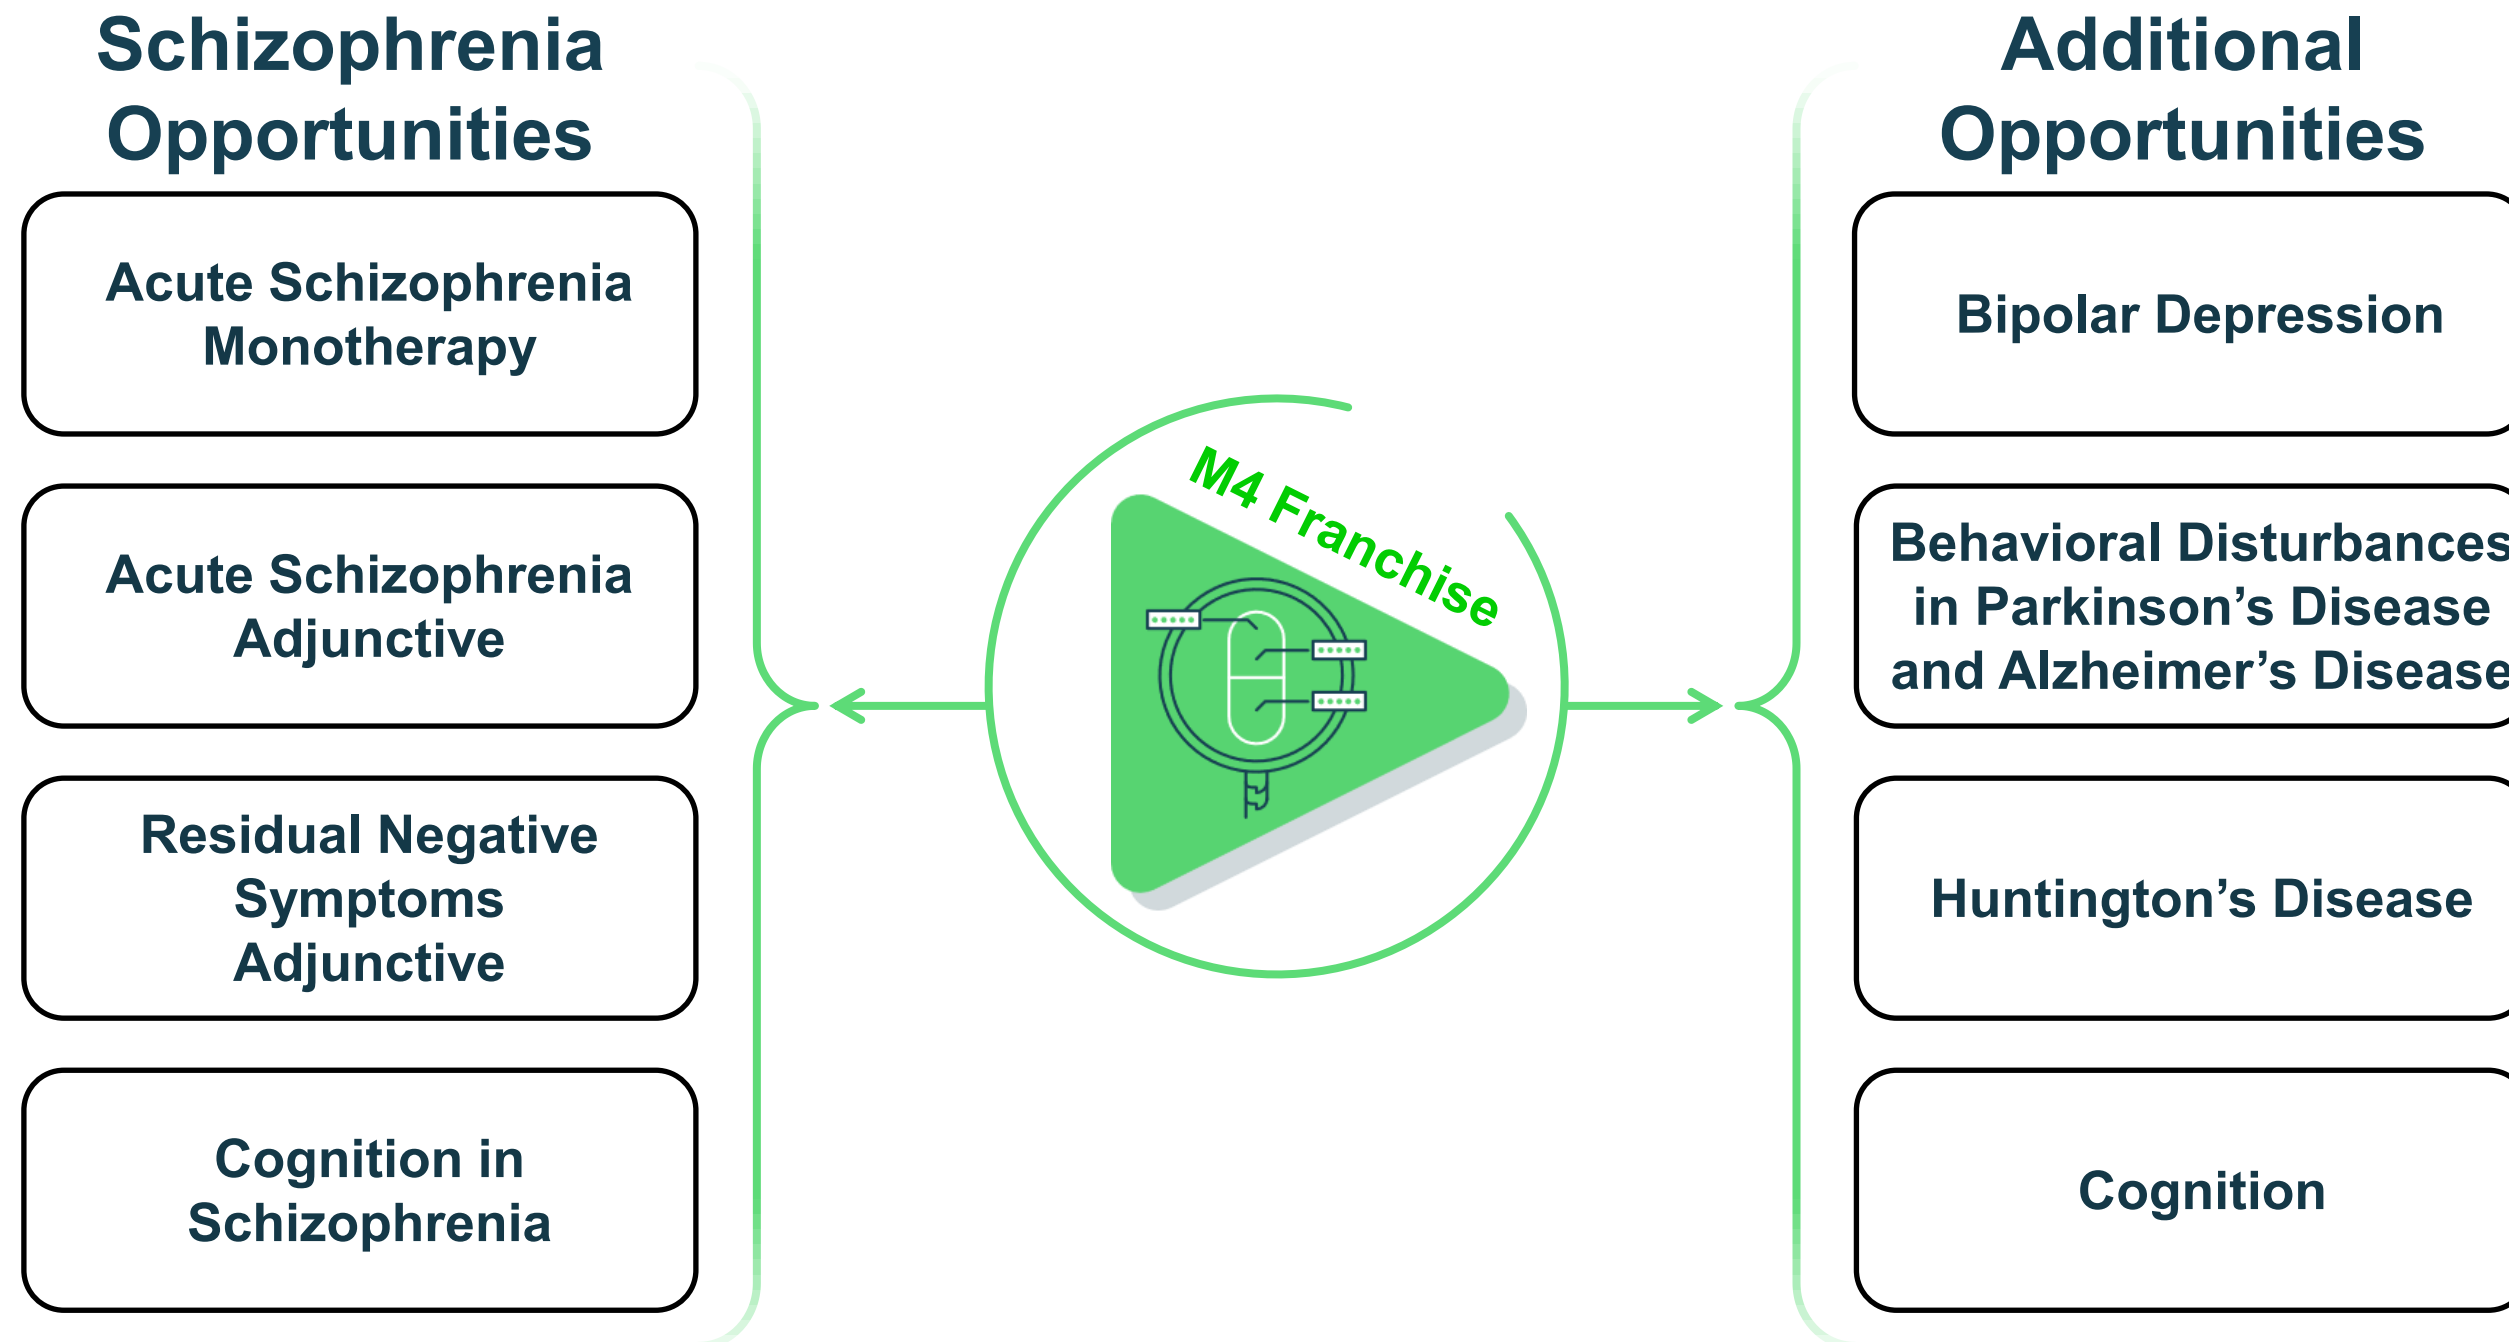 Schizophrenia
Opportunities
Acute Schizophrenia
Monotherapy
Acute Schizophrenia
Adjunctive
Residual Negative
Symptoms
Adjunctive
Cognition in
Schizophrenia
M4 Franchise
Additional
Opportunities
Bipolar Depression
Behavioral Disturbances
in Parkinson’s Disease
and Alzheimer’s Disease
Huntington’s Disease
Cognition